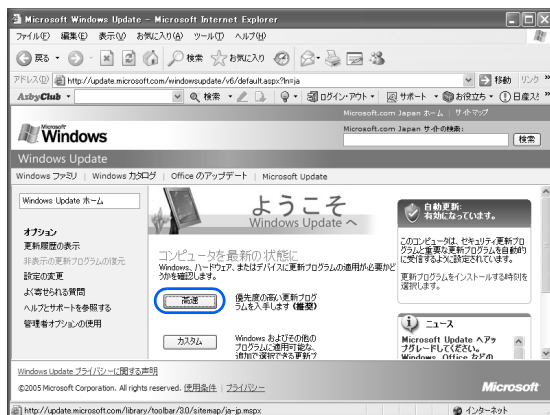 Microsoft Windows Update - Microsoft Internet Explorer
ファイル(F) 編集(E) 表示(V) お気に入り(A) ツール(T) ヘルプ(H)
戻る 検索 お気に入り
アドレス(D) http://update.microsoft.com/windowsupdate/v6/default.aspx?ln=ja 移動 リンク »
AzbyClub 検索 ログイン・アウト サポート お役立ち »
Microsoft.com Japan ホーム | サイトマップ
Microsoft Windows
Microsoft.com Japan サイトの検索:
検索
Windows Update
Windows ファミリ | Windows カタログ | Office のアップデート | Microsoft Update
Windows Update ホーム
オプション
更新履歴の表示
非表示の更新プログラムの復元
設定の変更
よく寄せられる質問
ヘルプとサポートを参照する
管理者オプションの使用
ようこそ
Windows Update へ
コンピュータを最新の状態に
Windows、ハードウェア、またはデバイスに更新プログラムの適用が必要かど
うかを確認します。
高速
優先度の高い更新プログ
ラムを入手します (推奨)
カスタム
Windows およびその他の
プログラムに適用可能な、
追加で選択できる更新プ
自動更新:
有効になっています。
このコンピュータは、セキュリティ更新プロ
グラムと重要な更新プログラムを自動的
に受信するように設定されています。
更新プログラムをインストールする時刻を
選択します。
ニュース
Microsoft Update へアッ
プグレードしてください。
Windows、Office などの
Windows Update プライバシーに関する声明
©2005 Microsoft Corporation. All rights reserved. 使用条件 | プライバシー
Microsoft
http://update.microsoft.com/library/toolbar/3.0/sitemap/ja-jp.mspx インターネット